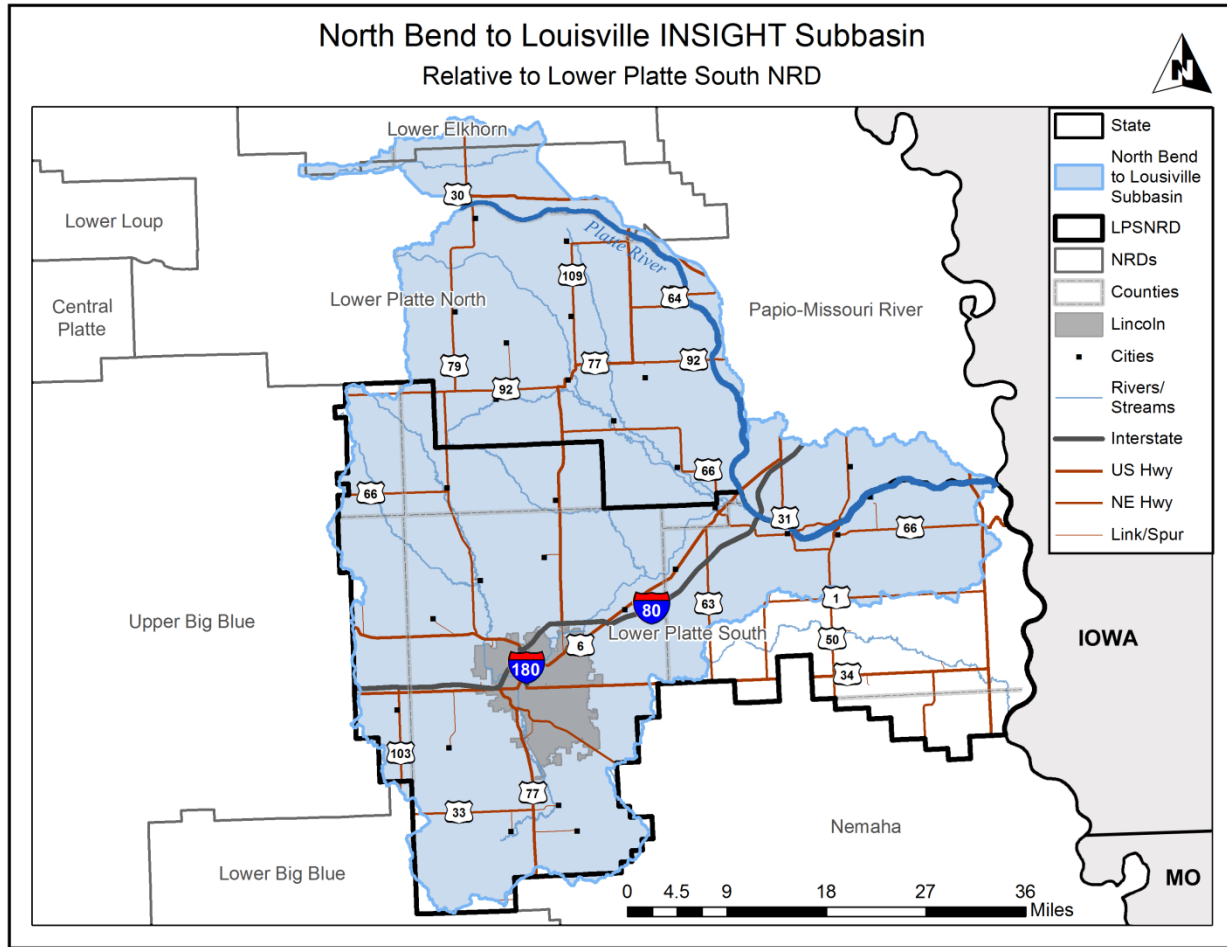 North Bend to Louisville INSIGHT Subbasin
Relative to Lower Platte South NRD
N
State
North Bend
to Lousiville
Subbasin
LPSNRD
NRDs
Counties
Lincoln
Cities
Rivers/
Streams
Interstate
US Hwy
NE Hwy
Link/Spur
Lower Elkhorn
30
Lower Loup
Platte River
109
Lower Platte North
64
Central
Platte
Papio-Missouri River
79
92
77
92
66
66
31
66
80
63
1
Upper Big Blue
6
Lower Platte South
50
IOWA
180
34
103
77
33
Nemaha
Lower Big Blue
MO
0 4.5 9 18 27 36
Miles